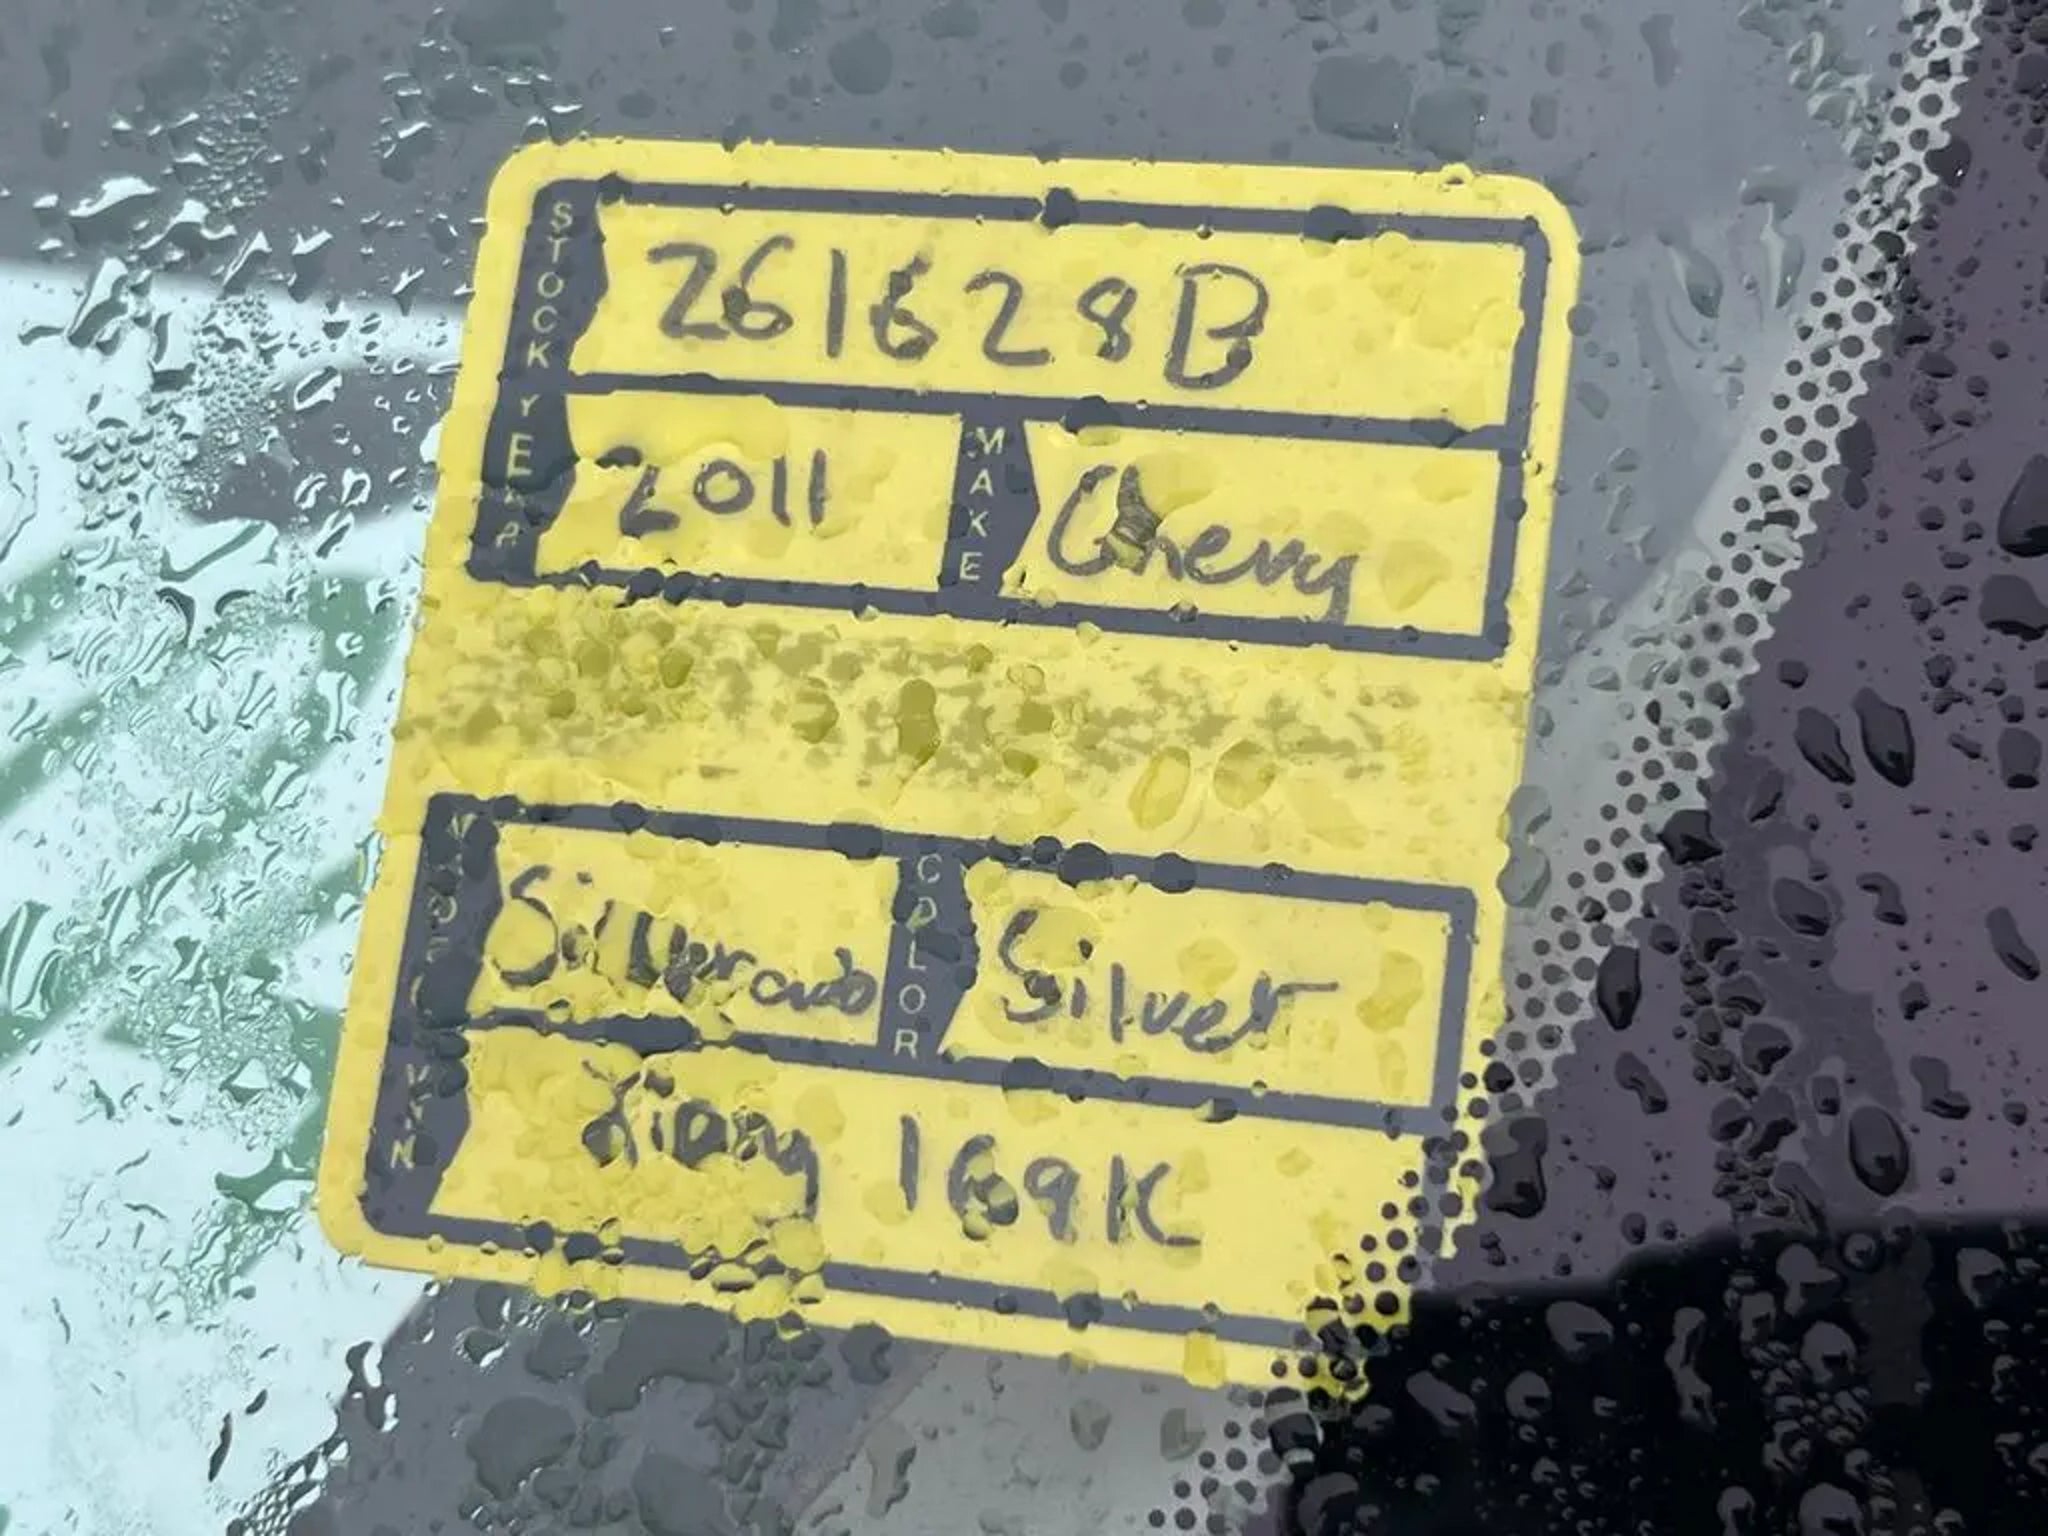 STOCK 261628B
YEAR 2011 MAKE Chevy
MODEL Silverado COLOR Silver
VIN 169K